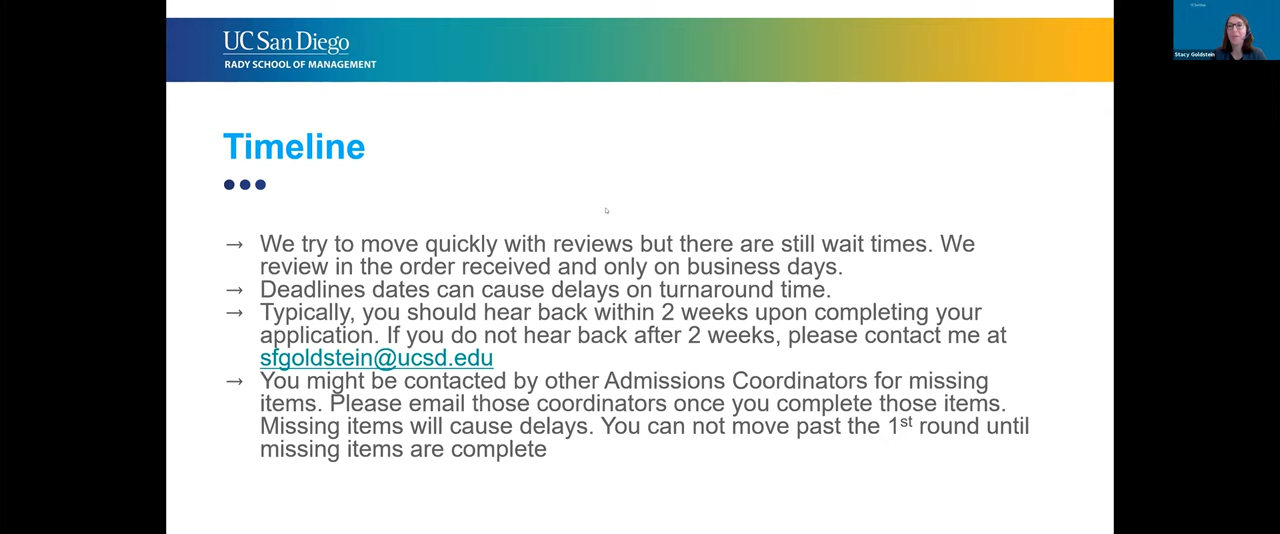 UC San Diego
RADY SCHOOL OF MANAGEMENT
Stacy Goldstein
Timeline
→ We try to move quickly with reviews but there are still wait times. We
review in the order received and only on business days.
→ Deadlines dates can cause delays on turnaround time.
→ Typically, you should hear back within 2 weeks upon completing your
application. If you do not hear back after 2 weeks, please contact me at
sfgoldstein@ucsd.edu
→ You might be contacted by other Admissions Coordinators for missing
items. Please email those coordinators once you complete those items.
Missing items will cause delays. You can not move past the 1st round until
missing items are complete